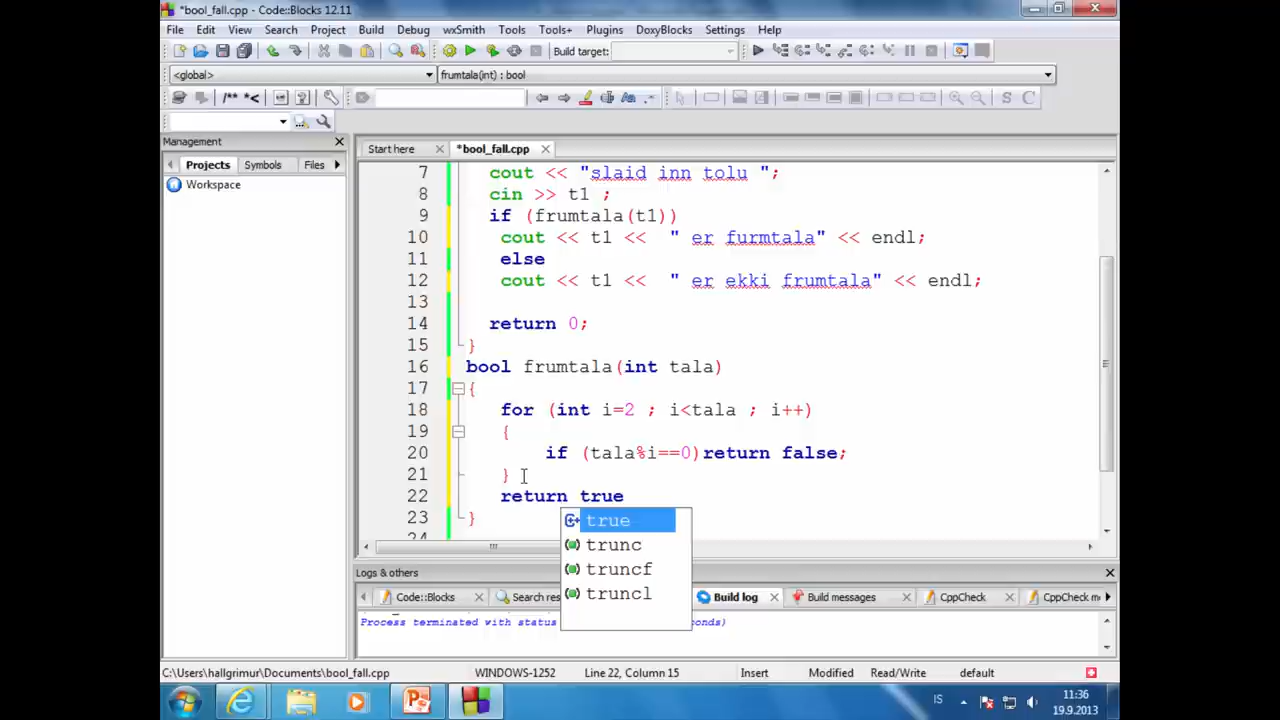 *bool_fall.cpp - Code::Blocks 12.11
File Edit View Search Project Build Debug wxSmith Tools Tools+ Plugins DoxyBlocks Settings Help
Build target:
<global> frumtala(int) : bool
/** *<
Management
Projects Symbols Files
Workspace
Start here *bool_fall.cpp
7 cout << "slaid inn tolu ";
8 cin >> t1 ;
9 if (frumtala(t1))
10 cout << t1 << " er furmtala" << endl;
11 else
12 cout << t1 << " er ekki frumtala" << endl;
13
14 return 0;
15 }
16 bool frumtala(int tala)
17 {
18 for (int i=2 ; i<tala ; i++)
19 {
20 if (tala%i==0)return false;
21 }
22 return true
23 }
24
true
trunc
truncf
truncl
Logs & others
Code::Blocks Search res Build log Build messages CppCheck CppCheck me
Process terminated with status onds)
C:\Users\hallgrimur\Documents\bool_fall.cpp WINDOWS-1252 Line 22, Column 15 Insert Modified Read/Write default
IS 11:36
19.9.2013